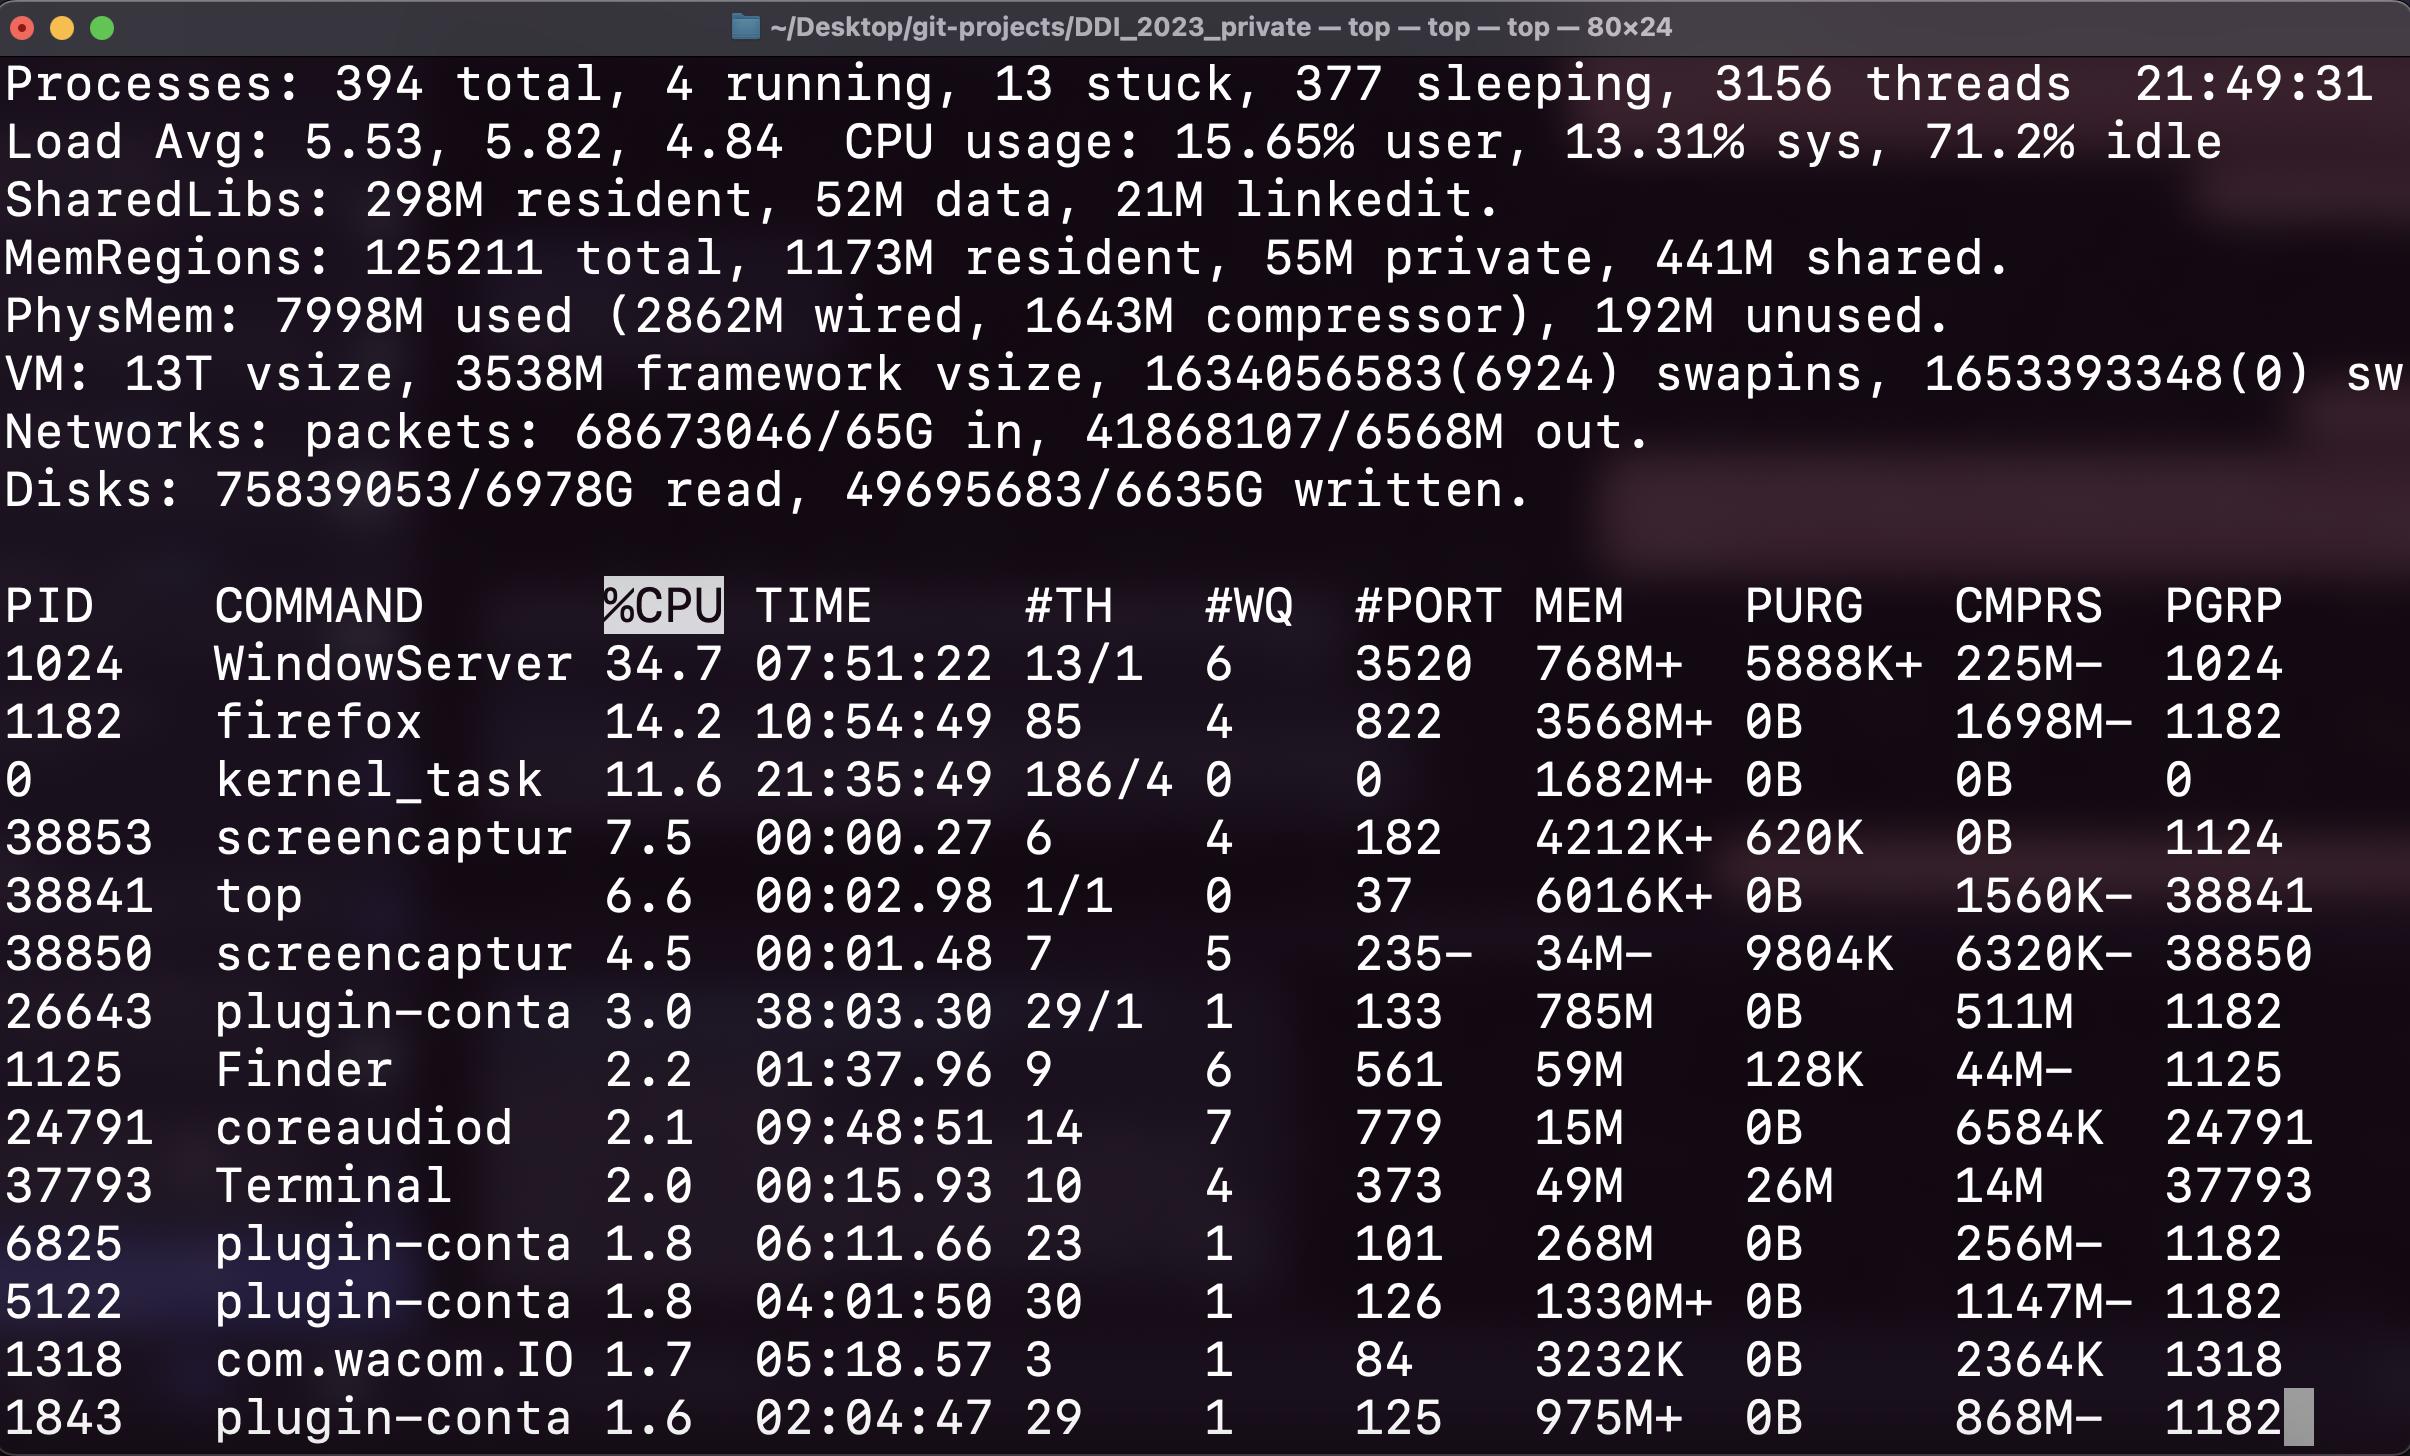 ~/Desktop/git-projects/DDI_2023_private — top — top — top — 80×24
Processes: 394 total, 4 running, 13 stuck, 377 sleeping, 3156 threads  21:49:31
Load Avg: 5.53, 5.82, 4.84  CPU usage: 15.65% user, 13.31% sys, 71.2% idle
SharedLibs: 298M resident, 52M data, 21M linkedit.
MemRegions: 125211 total, 1173M resident, 55M private, 441M shared.
PhysMem: 7998M used (2862M wired, 1643M compressor), 192M unused.
VM: 13T vsize, 3538M framework vsize, 1634056583(6924) swapins, 1653393348(0) sw
Networks: packets: 68673046/65G in, 41868107/6568M out.
Disks: 75839053/6978G read, 49695683/6635G written.
PID    COMMAND      %CPU TIME     #TH   #WQ  #PORT MEM    PURG   CMPRS  PGRP
1024   WindowServer 34.7 07:51:22 13/1  6    3520  768M+  5888K+ 225M-  1024
1182   firefox      14.2 10:54:49 85    4    822   3568M+ 0B     1698M- 1182
0      kernel_task  11.6 21:35:49 186/4 0    0     1682M+ 0B     0B     0
38853  screencaptur 7.5  00:00.27 6     4    182   4212K+ 620K   0B     1124
38841  top          6.6  00:02.98 1/1   0    37    6016K+ 0B     1560K- 38841
38850  screencaptur 4.5  00:01.48 7     5    235-  34M-   9804K  6320K- 38850
26643  plugin-conta 3.0  38:03.30 29/1  1    133   785M   0B     511M   1182
1125   Finder       2.2  01:37.96 9     6    561   59M    128K   44M-   1125
24791  coreaudiod   2.1  09:48:51 14    7    779   15M    0B     6584K  24791
37793  Terminal     2.0  00:15.93 10    4    373   49M    26M    14M    37793
6825   plugin-conta 1.8  06:11.66 23    1    101   268M   0B     256M-  1182
5122   plugin-conta 1.8  04:01:50 30    1    126   1330M+ 0B     1147M- 1182
1318   com.wacom.IO 1.7  05:18.57 3     1    84    3232K  0B     2364K  1318
1843   plugin-conta 1.6  02:04:47 29    1    125   975M+  0B     868M-  1182